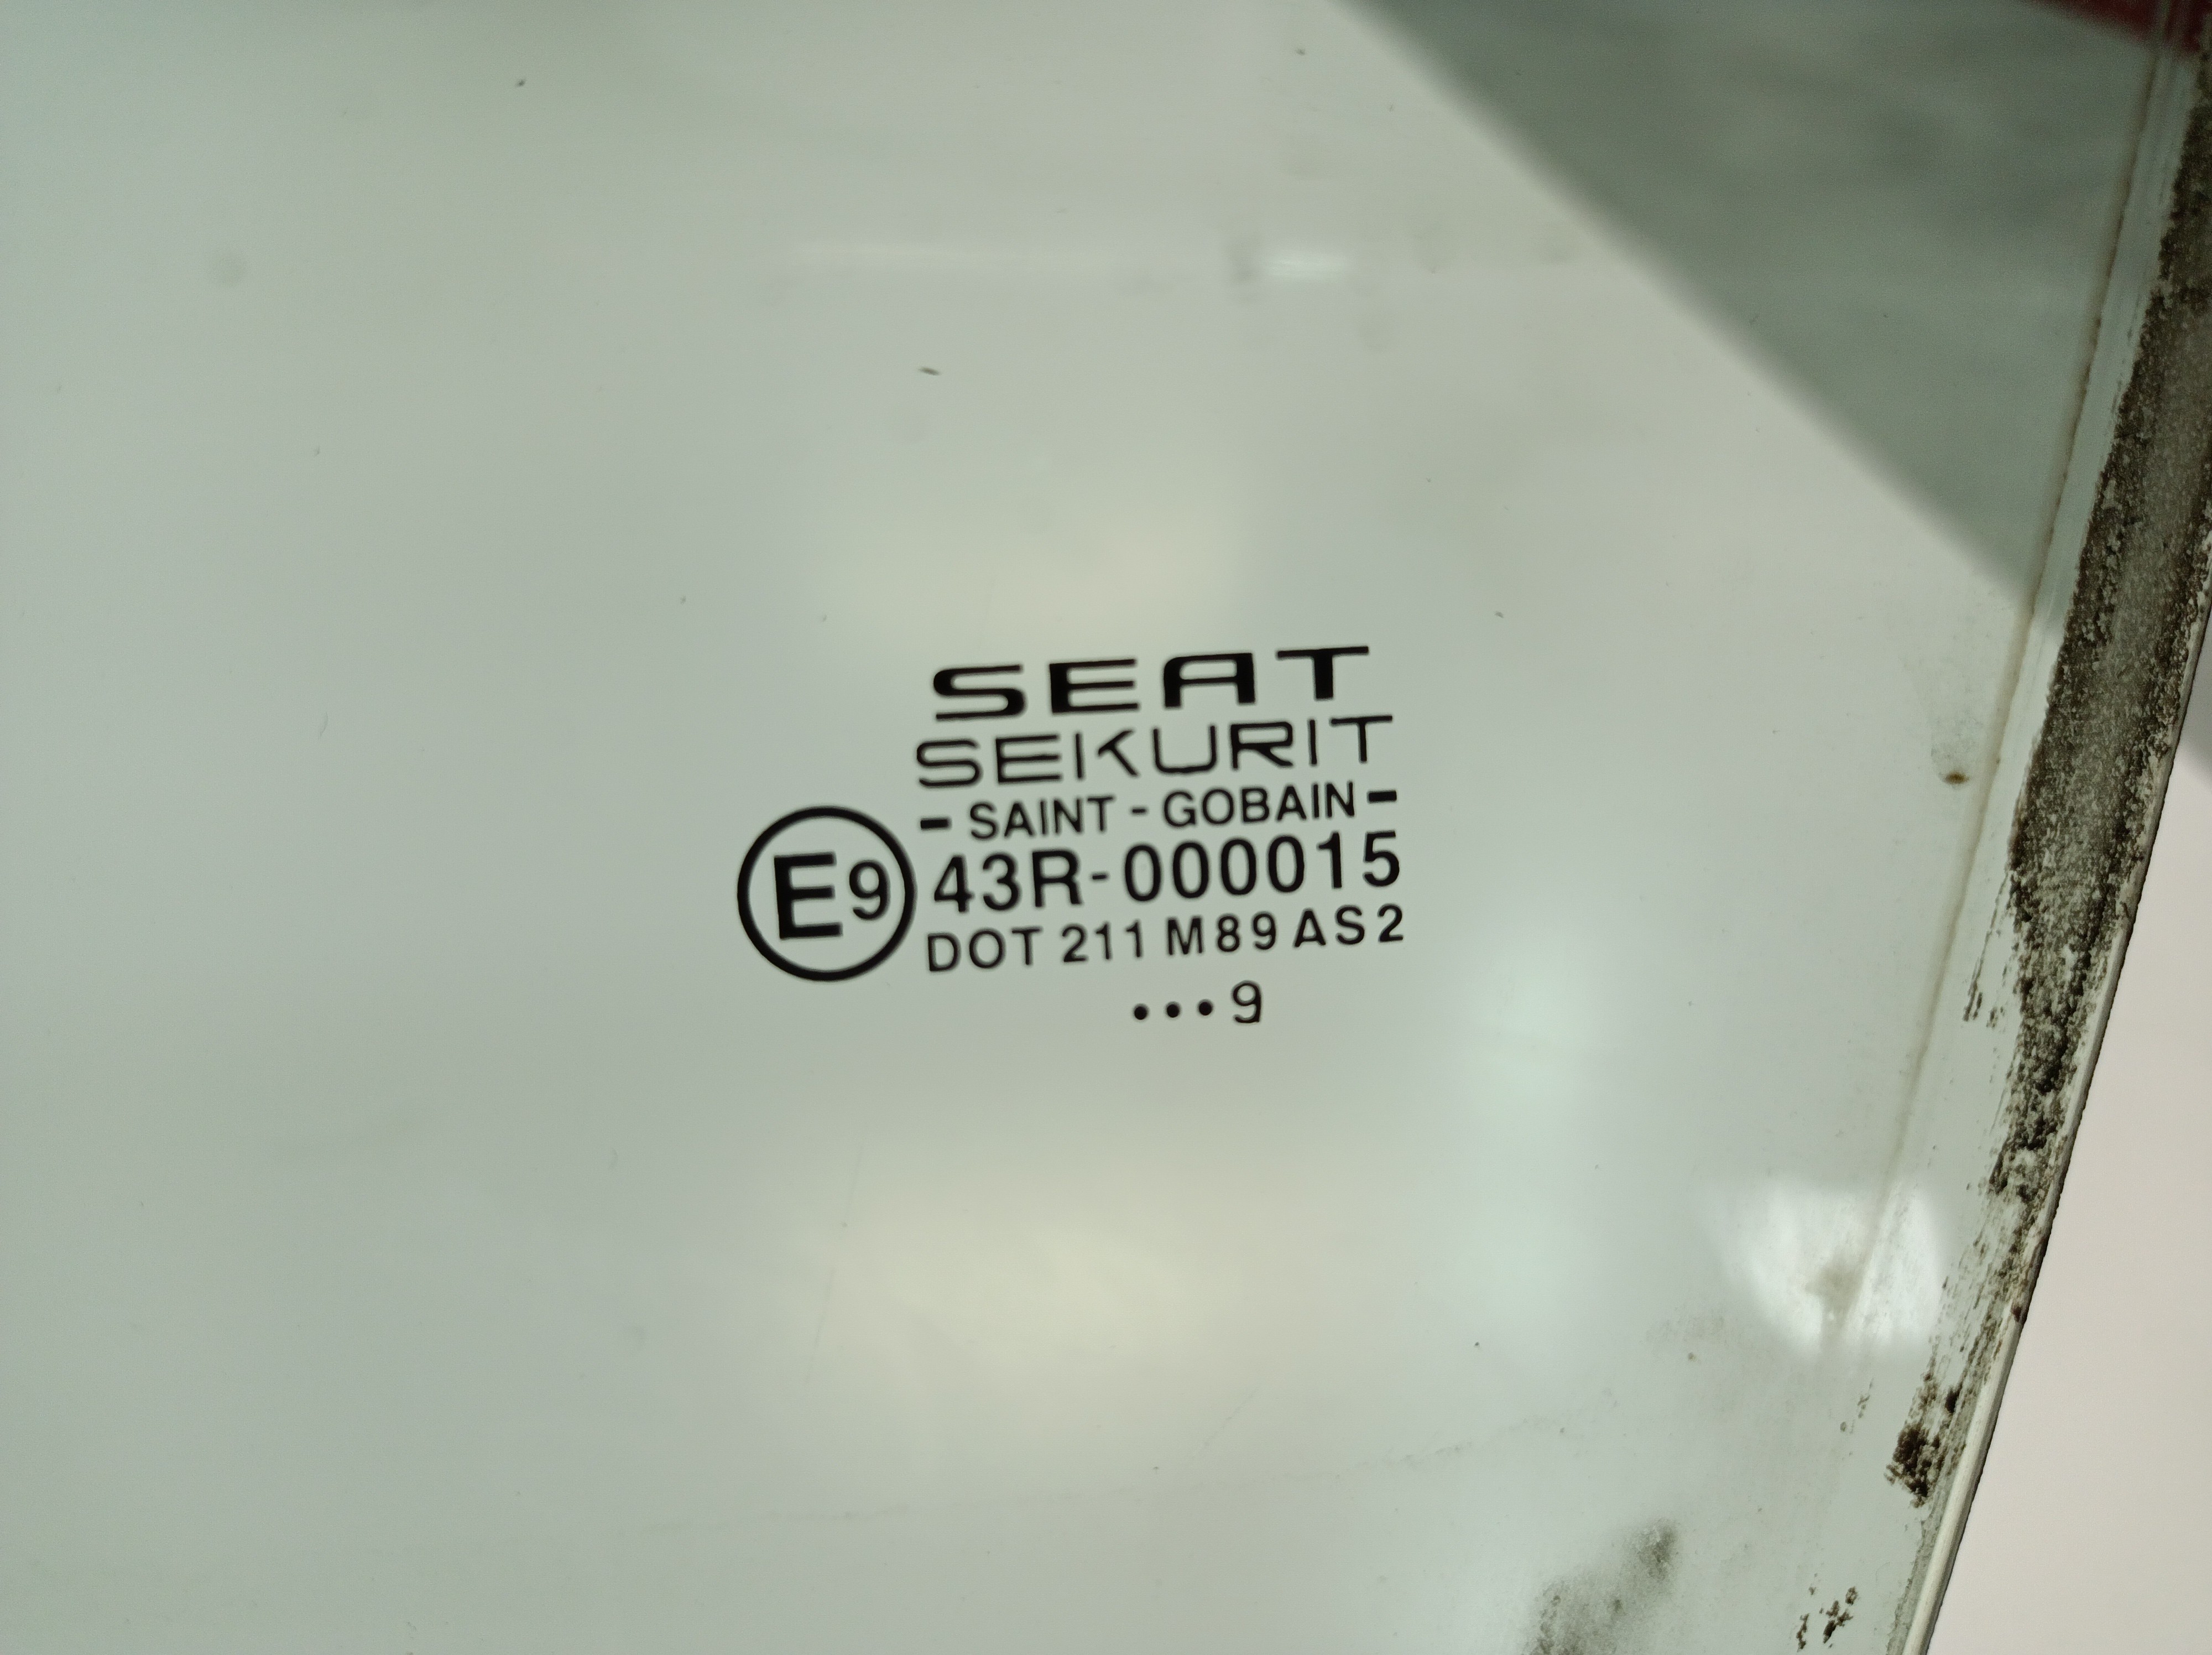 SEAT
SEKURIT
- SAINT - GOBAIN -
E9 43R-000015
DOT 211 M89 AS2
•••9